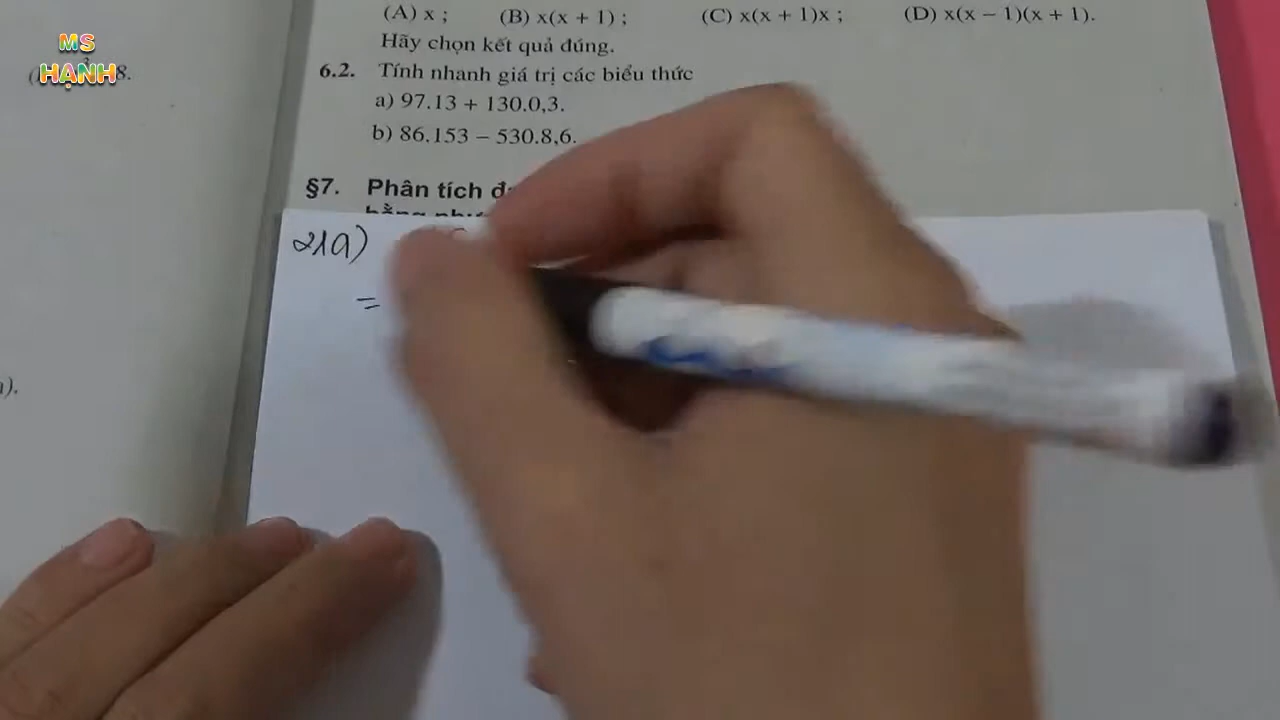 MS
HẠNH
8.
(A) x ; (B) x(x + 1) ; (C) x(x + 1)x ; (D) x(x − 1)(x + 1).
Hãy chọn kết quả đúng.
6.2. Tính nhanh giá trị các biểu thức
a) 97.13 + 130.0,3.
b) 86.153 − 530.8,6.
§7. Phân tích
21a)
=
).